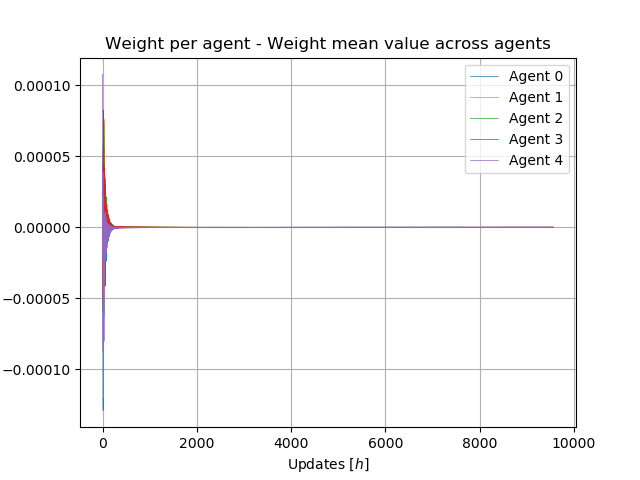 Weight per agent - Weight mean value across agents
Agent 0
Agent 1
Agent 2
Agent 3
Agent 4
0.00010
0.00005
0.00000
−0.00005
−0.00010
0 2000 4000 6000 8000 10000
Updates [h]